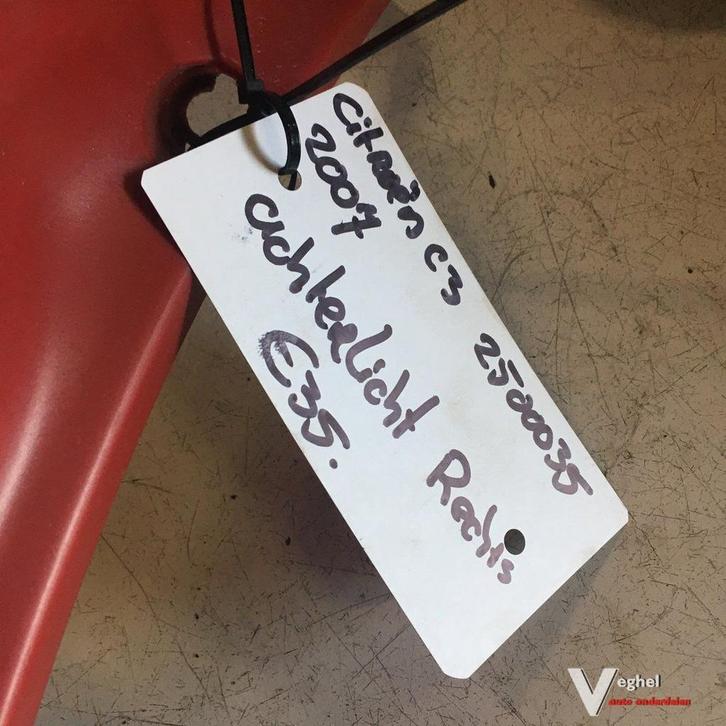 Citroën C3 2500035
2007
achterlicht Rechts
€35.
Veghel
auto onderdelen